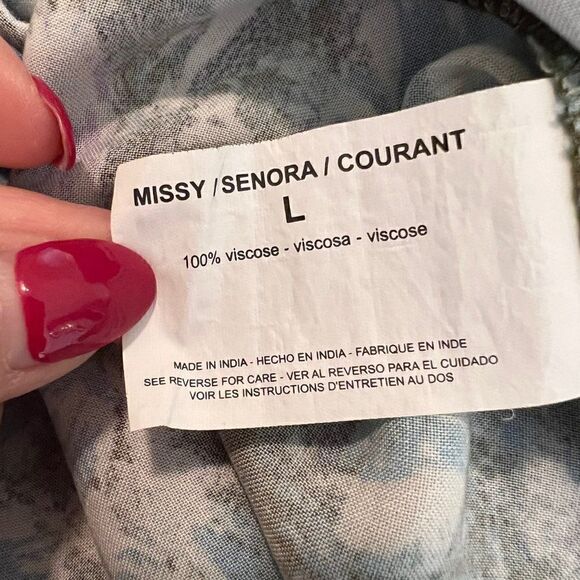 MISSY / SENORA / COURANT
L
100% viscose - viscosa - viscose
MADE IN INDIA - HECHO EN INDIA - FABRIQUE EN INDE
SEE REVERSE FOR CARE - VER AL REVERSO PARA EL CUIDADO
VOIR LES INSTRUCTIONS D'ENTRETIEN AU DOS